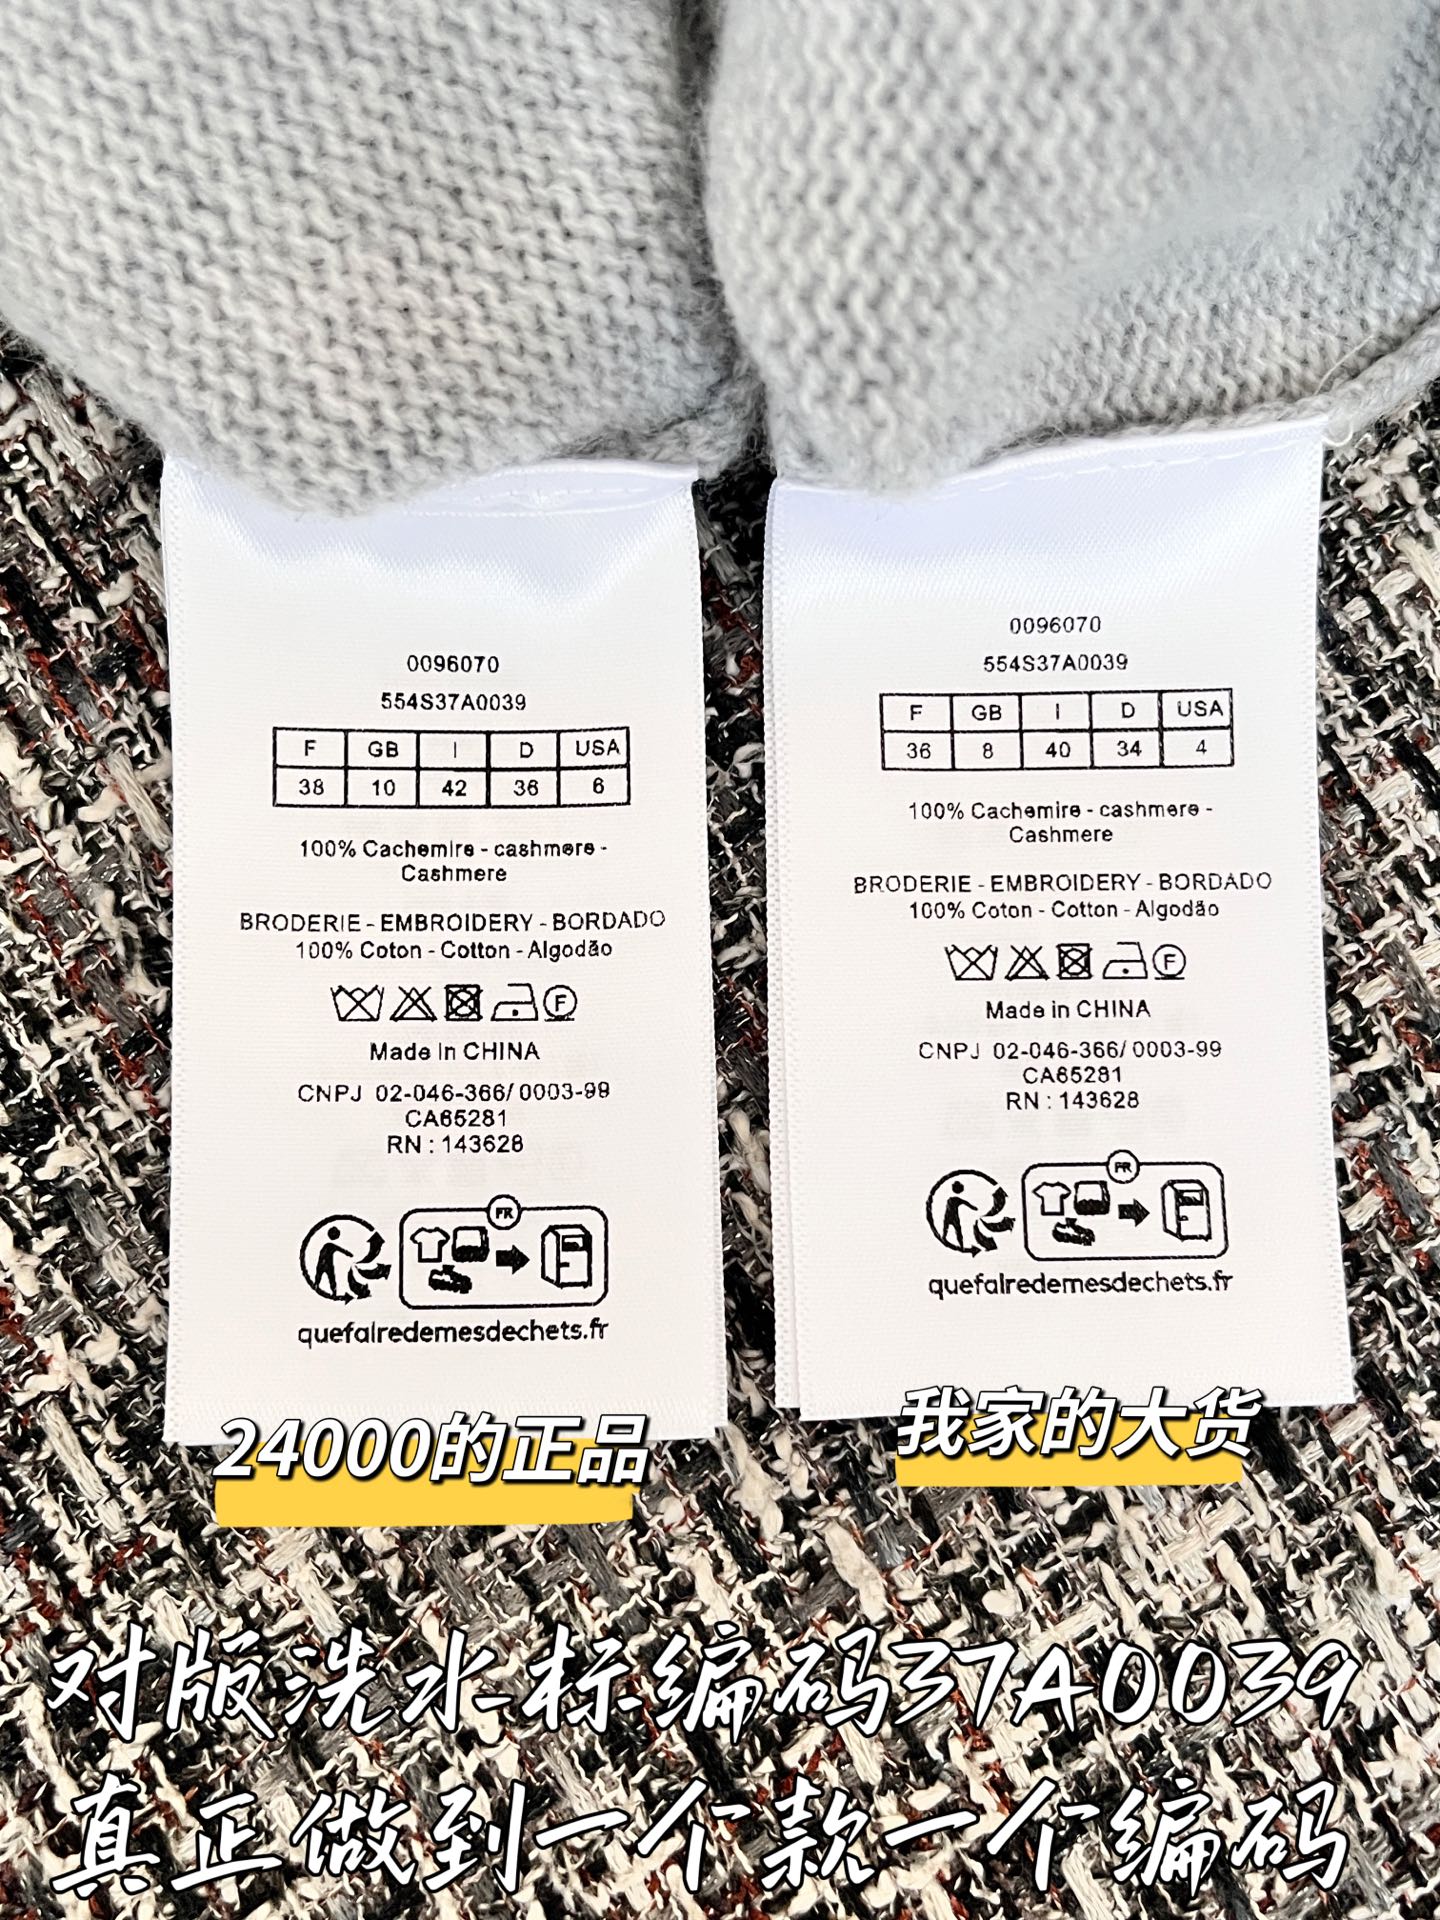 0096070
554S37A0039
F GB I D USA
38 10 42 36 6
100% Cachemire - cashmere -
Cashmere
BRODERIE - EMBROIDERY - BORDADO
100% Coton - Cotton - Algodão
F
Made in CHINA
CNPJ 02-046-366/ 0003-99
CA65281
RN : 143628
FR
quefairedemesdechets.fr
24000的正品
0096070
554S37A0039
F GB I D USA
36 8 40 34 4
100% Cachemire - cashmere -
Cashmere
BRODERIE - EMBROIDERY - BORDADO
100% Coton - Cotton - Algodão
F
Made in CHINA
CNPJ 02-046-366/ 0003-99
CA65281
RN : 143628
FR
quefairedemesdechets.fr
我家的大货
对版洗水标编码37A0039
真正做到一个款一个编码